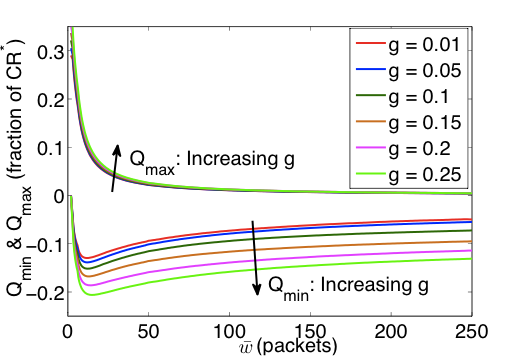 Q_min & Q_max (fraction of CR*)
0.3
0.2
0.1
0
−0.1
−0.2
g = 0.01
g = 0.05
g = 0.1
g = 0.15
g = 0.2
g = 0.25
Q_max: Increasing g
Q_min: Increasing g
0 50 100 150 200 250
w̄ (packets)